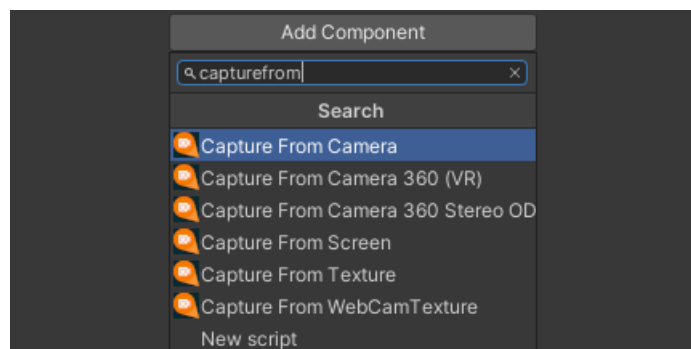 Add Component
capturefrom
Search
Capture From Camera
Capture From Camera 360 (VR)
Capture From Camera 360 Stereo OD
Capture From Screen
Capture From Texture
Capture From WebCamTexture
New script